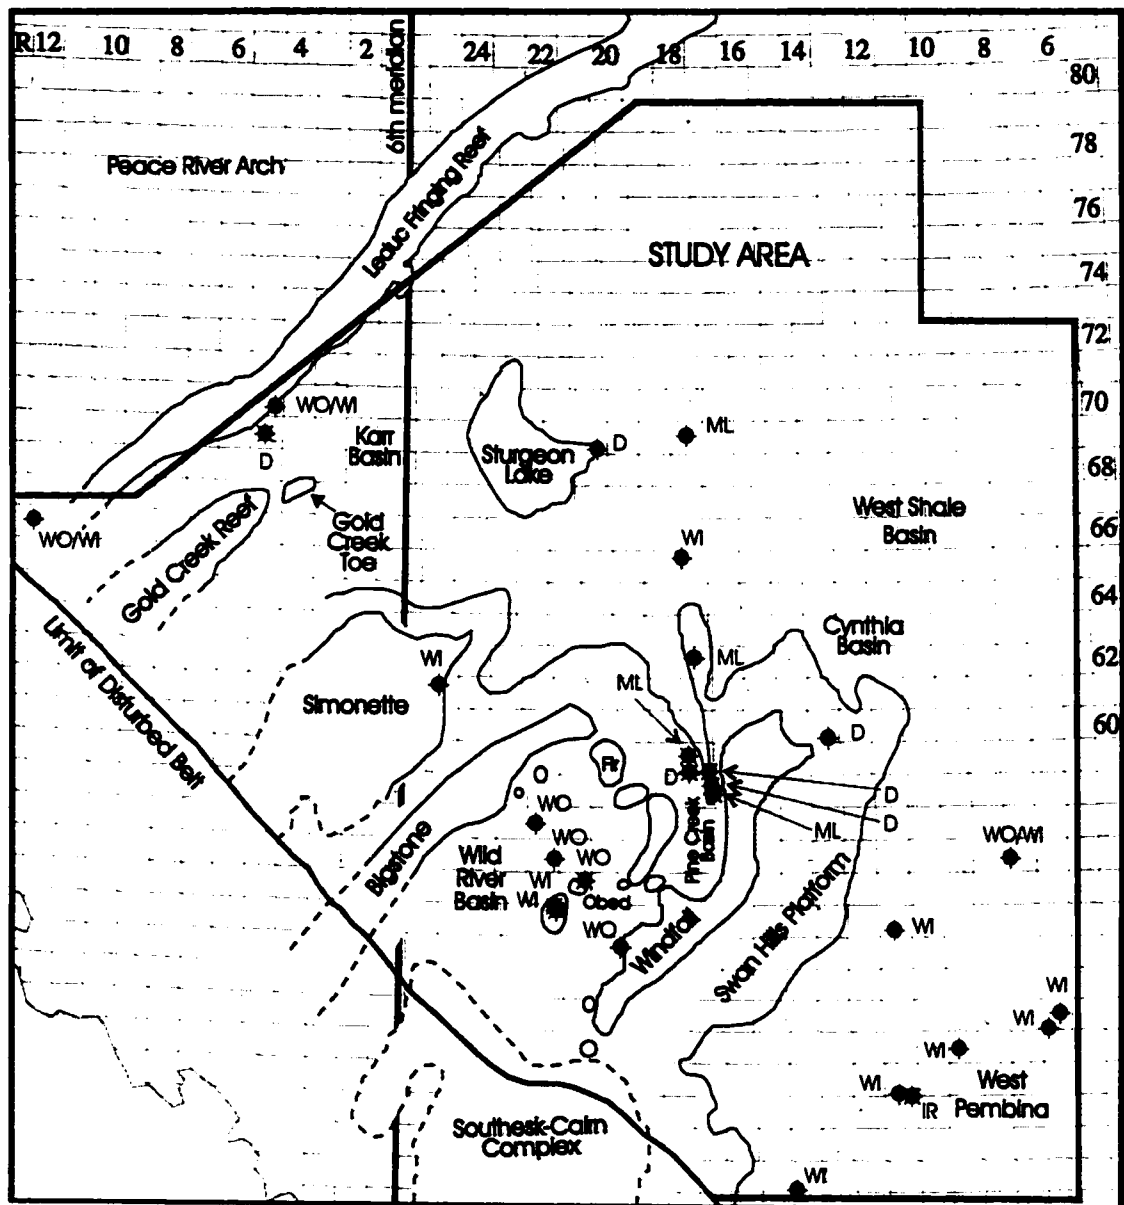 R12 10 8 6 4 2 24 22 20 18 16 14 12 10 8 6
80
6th meridian
78
Peace River Arch
Leduc Fringing Reef
76
STUDY AREA
74
72
70
WO/WI
ML
Karr
Basin
D
D
Sturgeon
Lake
68
Gold Creek Reef
Gold
Creek
Toe
West Shale
Basin
66
WO/WI
WI
64
Limit of Disturbed Belt
Cynthia
Basin
WI
ML
62
ML
Simonette
60
D
Fir
D
D
WO
Pine Creek
Basin
D
ML
Bigstone
WO
WO/WI
Wild
River
Basin
WO
WI
WI
Obed
WO
Windfall
Swan Hills Platform
WI
WI
WI
WI
WI
IR
West
Pembina
Southesk-Cairn
Complex
WI